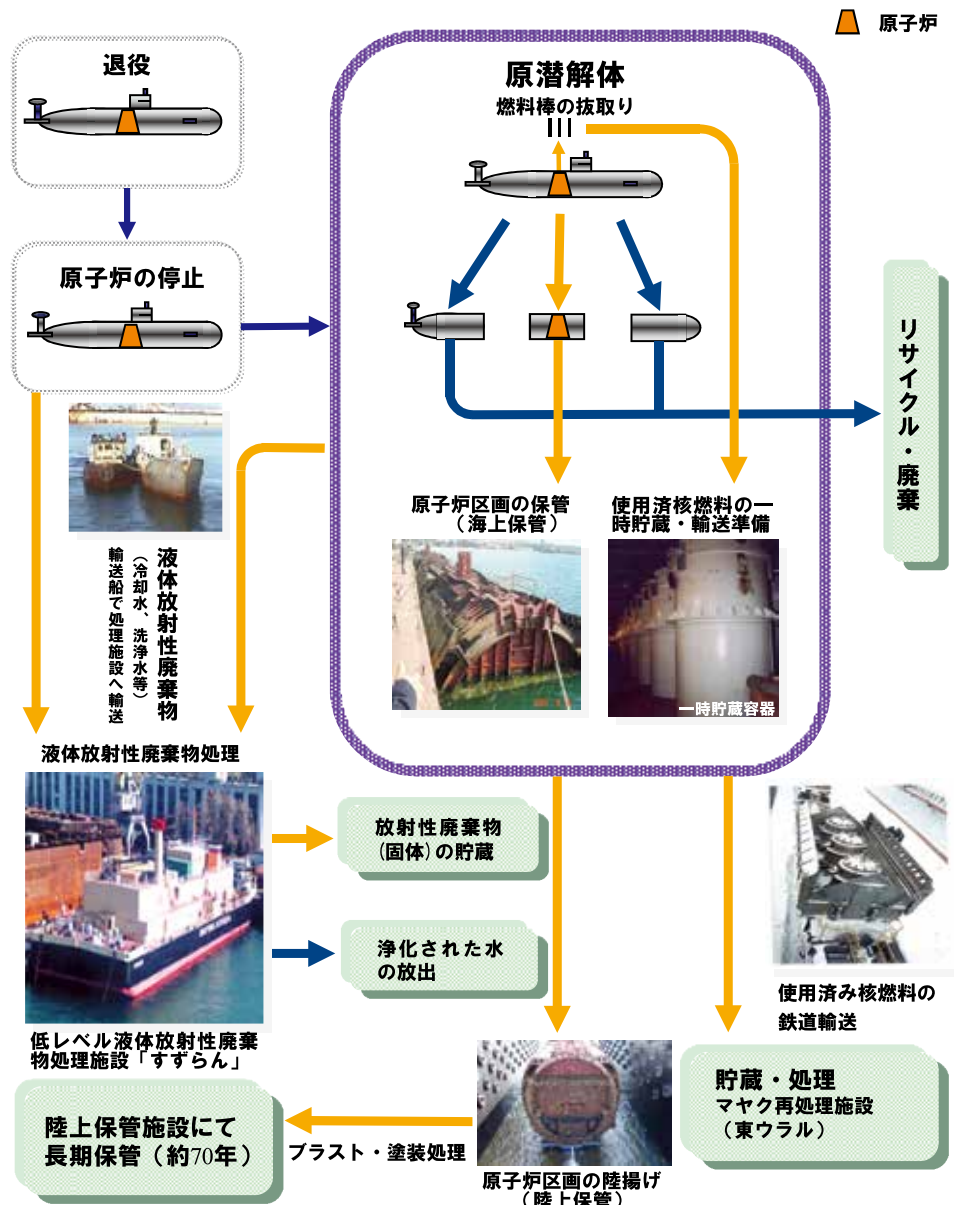 原子炉
退役
原潜解体
燃料棒の抜取り
原子炉の停止
リサイクル・廃棄
原子炉区画の保管
（海上保管）
使用済核燃料の一
時貯蔵・輸送準備
一時貯蔵容器
液体放射性廃棄物
（冷却水、洗浄水等）
輸送船で処理施設へ輸送
液体放射性廃棄物処理
放射性廃棄物
(固体)の貯蔵
浄化された水
の放出
低レベル液体放射性廃棄
物処理施設「すずらん」
使用済み核燃料の
鉄道輸送
貯蔵・処理
マヤク再処理施設
（東ウラル）
陸上保管施設にて
長期保管（約70年）
ブラスト・塗装処理
原子炉区画の陸揚げ
（陸上保管）